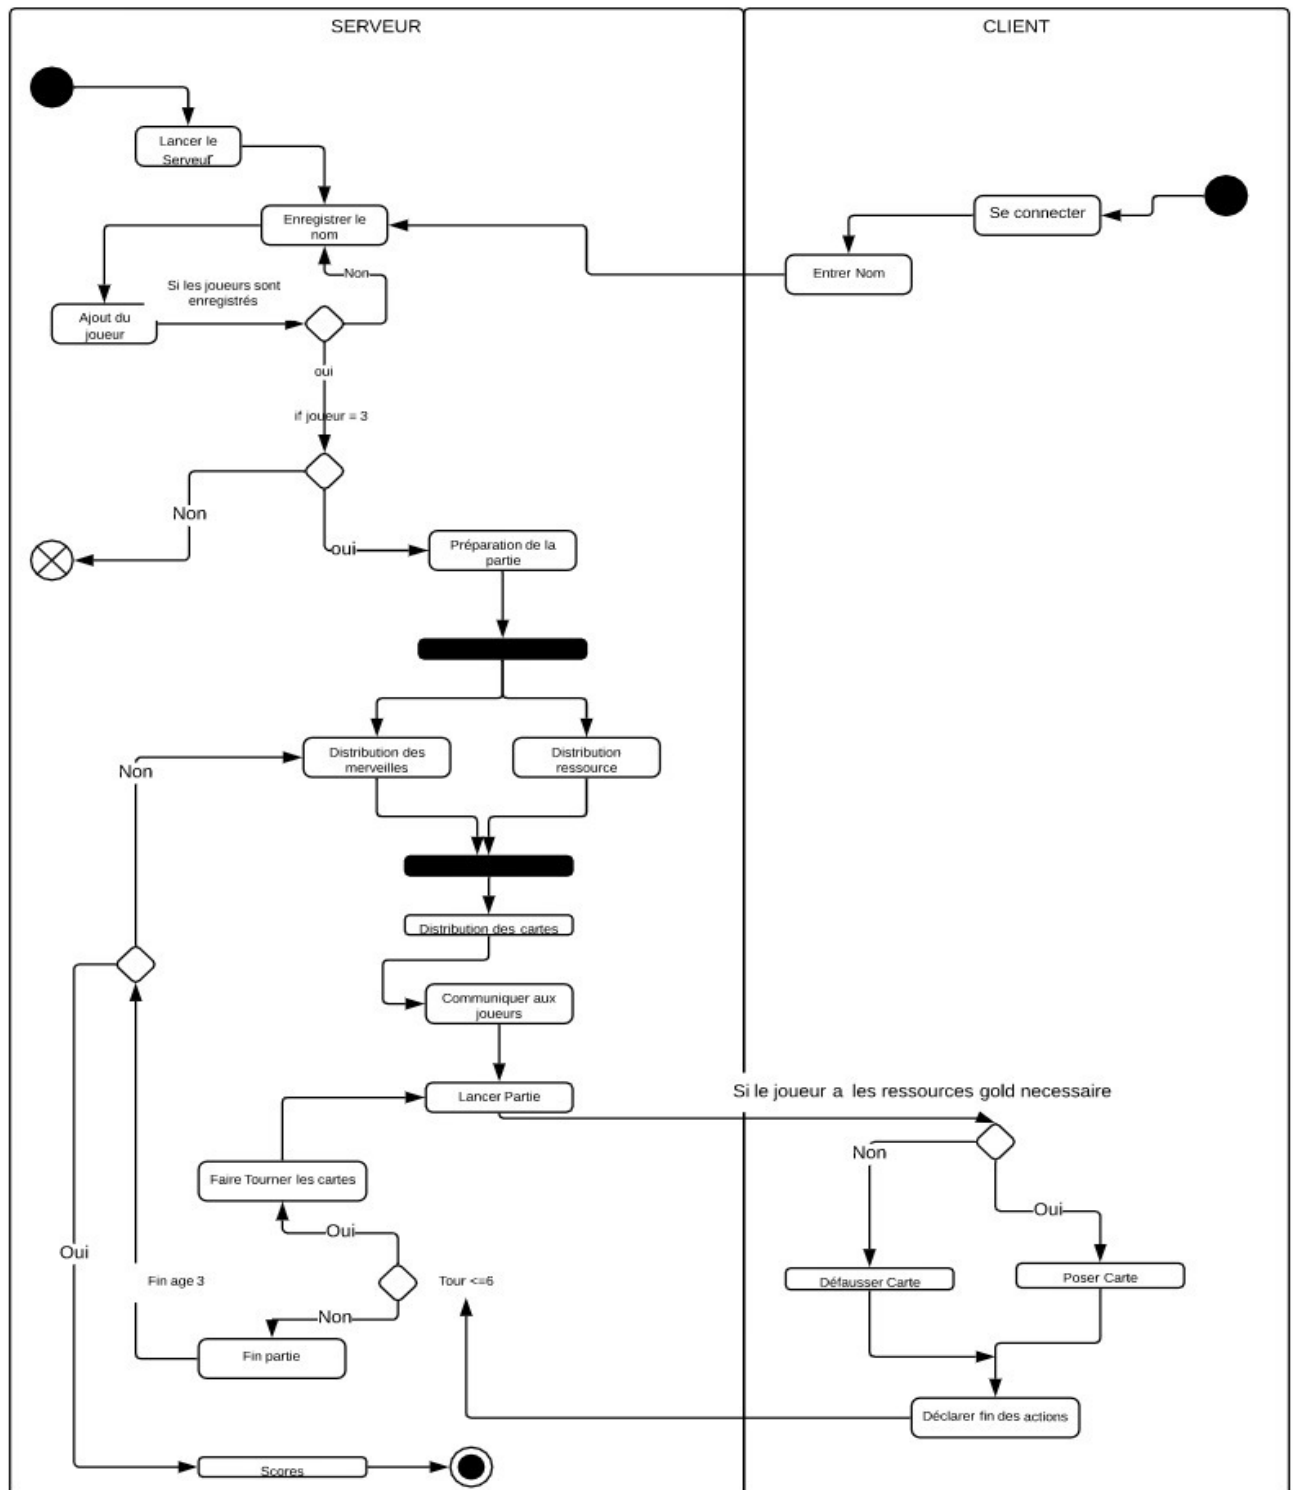 SERVEUR
CLIENT
Lancer le
Serveur
Enregistrer le
nom
Se connecter
Entrer Nom
Non
Si les joueurs sont
enregistrés
Ajout du
joueur
oui
if joueur = 3
Non
oui
Préparation de la
partie
Distribution des
merveilles
Distribution
ressource
Non
Distribution des cartes
Communiquer aux
joueurs
Lancer Partie
Si le joueur a les ressources gold necessaire
Non
Faire Tourner les cartes
Oui
Oui
Oui
Fin age 3
Tour <=6
Défausser Carte
Poser Carte
Non
Fin partie
Déclarer fin des actions
Scores